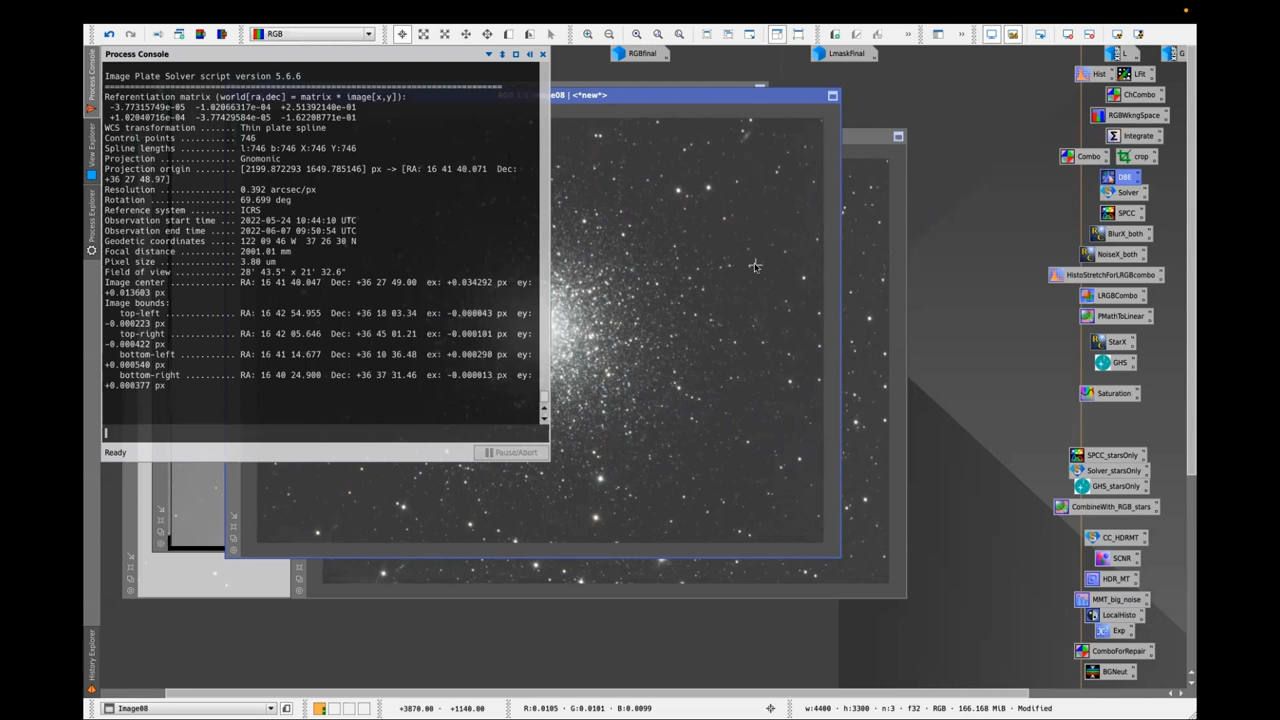 RGB
Process Console
RGBfinal
LmaskFinal
L
G
Image Plate Solver script version 5.6.6
===============================================================================
Referentiation matrix (world[ra,dec] = matrix * image[x,y]):
-3.77315749e-05 -1.02066317e-04 +2.51392140e-01
+1.02040716e-04 -3.77429584e-05 -1.62208771e-01
WCS transformation ....... Thin plate spline
Control points ........... 746
Spline lengths ........... l:746 b:746 X:746 Y:746
Projection ............... Gnomonic
Projection origin ........ [2199.872293 1649.785146] px -> [RA: 16 41 40.071 Dec:
+36 27 48.97]
Resolution ............... 0.392 arcsec/px
Rotation ................. 69.699 deg
Reference system ......... ICRS
Observation start time ... 2022-05-24 10:44:10 UTC
Observation end time ..... 2022-06-07 09:50:54 UTC
Geodetic coordinates ..... 122 09 46 W 37 26 30 N
Focal distance ........... 2001.01 mm
Pixel size ............... 3.80 um
Field of view ............ 28' 43.5" x 21' 32.6"
Image center ............. RA: 16 41 40.047 Dec: +36 27 49.00 ex: +0.034292 px ey:
+0.013603 px
Image bounds:
top-left .............. RA: 16 42 54.955 Dec: +36 18 03.34 ex: -0.000043 px ey:
-0.000223 px
top-right ............. RA: 16 42 05.646 Dec: +36 45 01.21 ex: -0.000101 px ey:
-0.000422 px
bottom-left ........... RA: 16 41 14.677 Dec: +36 10 36.48 ex: +0.000290 px ey:
+0.000540 px
bottom-right .......... RA: 16 40 24.900 Dec: +36 37 31.46 ex: -0.000013 px ey:
+0.000377 px
Ready
Pause/Abort
| <*new*>
Process Console
View Explorer
Process Explorer
History Explorer
Hist
LFit
ChCombo
RGBWkngSpace
Integrate
Combo
crop
DBE
Solver
SPCC
BlurX_both
NoiseX_both
HistoStretchForLRGBcombo
LRGBCombo
PMathToLinear
StarX
GHS
Saturation
SPCC_starsOnly
Solver_starsOnly
GHS_starsOnly
CombineWith_RGB_stars
CC_HDRMT
SCNR
HDR_MT
MMT_big_noise
LocalHisto
Exp
ComboForRepair
BGNeut
Image08
+3870.00 +1140.00
R:0.0105 G:0.0101 B:0.0099
w:4400 h:3300 n:3 f32 RGB 166.168 MiB Modified